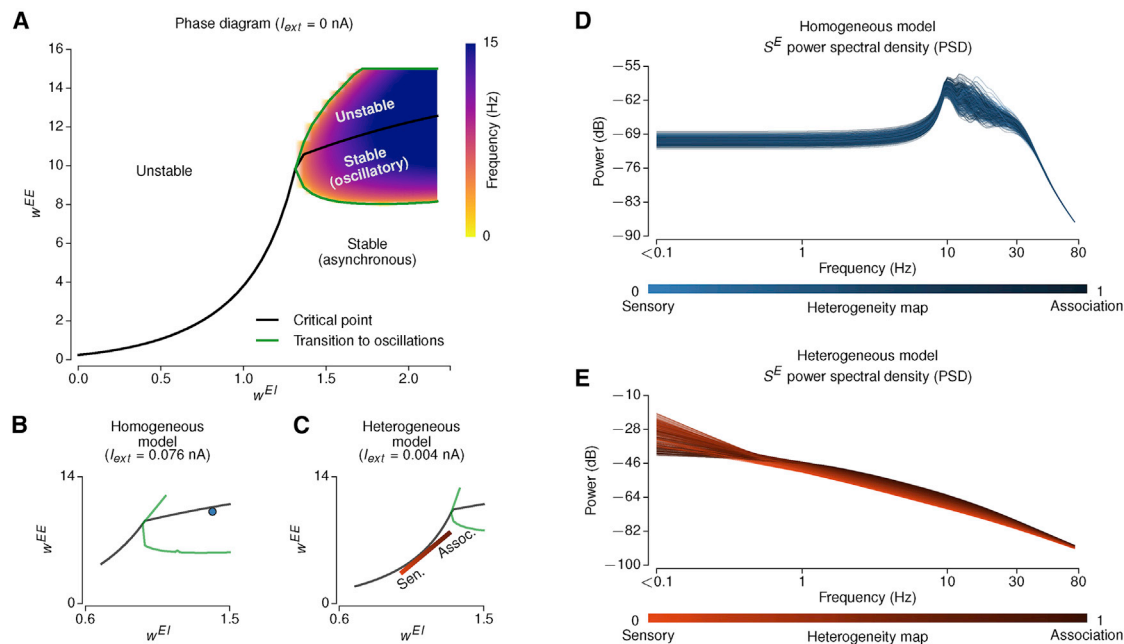 A
Phase diagram (I_ext = 0 nA)
16
14
12
10
8
6
4
2
0
w^EE
Unstable
Unstable
Stable
(oscillatory)
Stable
(asynchronous)
Critical point
Transition to oscillations
0.0
0.5
1.0
1.5
2.0
w^EI
15
Frequency (Hz)
0
B
Homogeneous
model
(I_ext = 0.076 nA)
14
w^EE
0
0.6
1.5
w^EI
C
Heterogeneous
model
(I_ext = 0.004 nA)
14
w^EE
0
Sen.
Assoc.
0.6
1.5
w^EI
D
Homogeneous model
S^E power spectral density (PSD)
−55
−62
−69
−76
−83
−90
Power (dB)
<0.1
1
10
30
80
Frequency (Hz)
0
1
Sensory
Heterogeneity map
Association
E
Heterogeneous model
S^E power spectral density (PSD)
−10
−28
−46
−64
−82
−100
Power (dB)
<0.1
1
10
30
80
Frequency (Hz)
0
1
Sensory
Heterogeneity map
Association